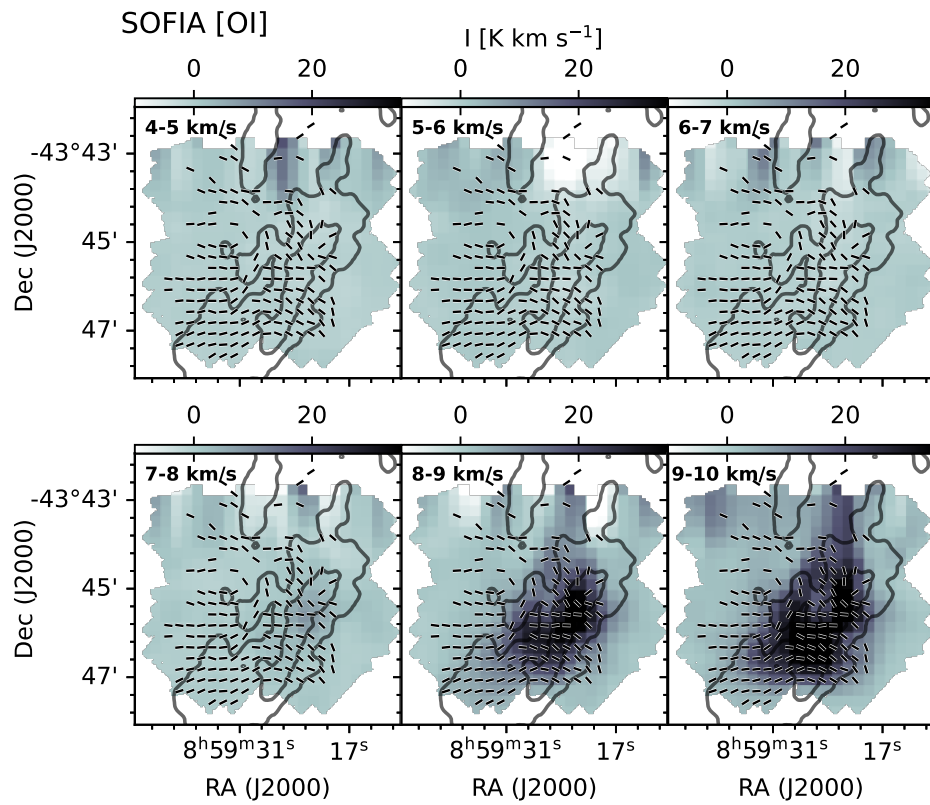 SOFIA [OI]
I [K km s⁻¹]
0 20 0 20 0 20
4-5 km/s 5-6 km/s 6-7 km/s
-43°43'
45'
47'
Dec (J2000)
0 20 0 20 0 20
7-8 km/s 8-9 km/s 9-10 km/s
-43°43'
45'
47'
Dec (J2000)
8ʰ59ᵐ31ˢ 17ˢ 8ʰ59ᵐ31ˢ 17ˢ 8ʰ59ᵐ31ˢ 17ˢ
RA (J2000) RA (J2000) RA (J2000)